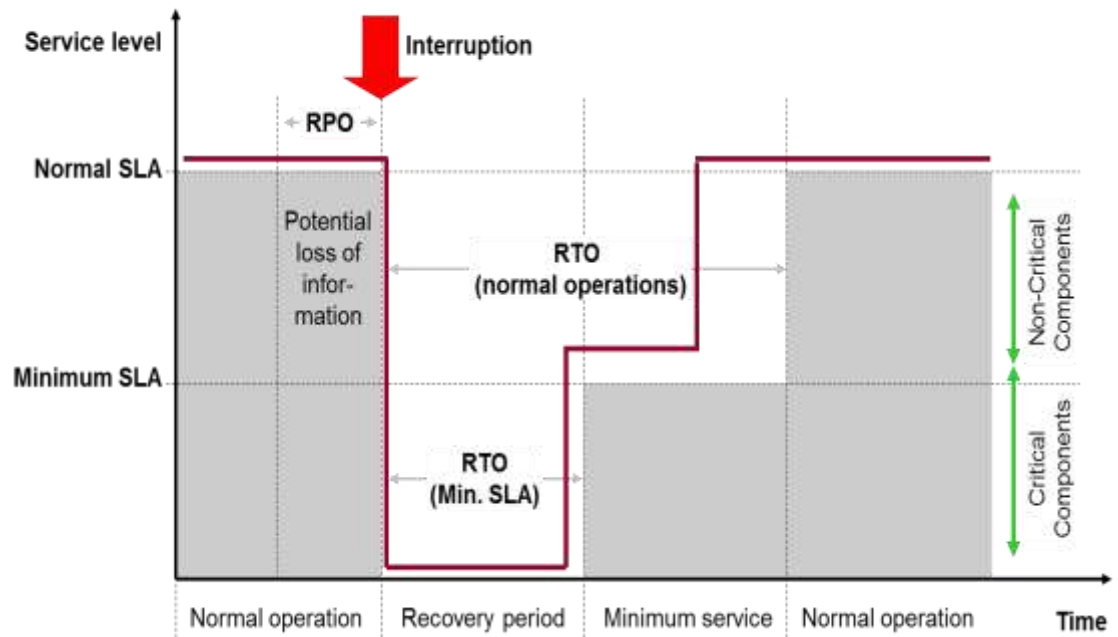 Service level
Interruption
RPO
Normal SLA
Potential
loss of
infor-
mation
RTO
(normal operations)
Non-Critical
Components
Minimum SLA
RTO
(Min. SLA)
Critical
Components
Normal operation
Recovery period
Minimum service
Normal operation
Time